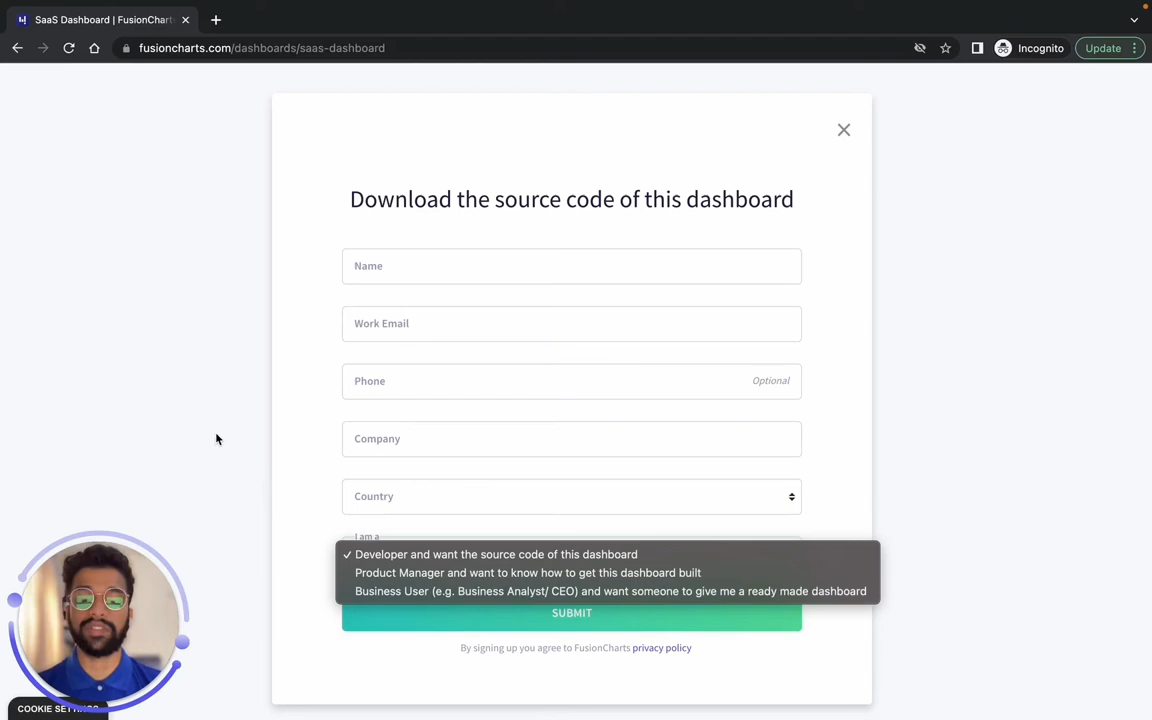 SaaS Dashboard | FusionCharts
fusioncharts.com/dashboards/saas-dashboard
Incognito
Update
Download the source code of this dashboard
Name
Work Email
Phone
Optional
Company
Country
I am a
✓ Developer and want the source code of this dashboard
Product Manager and want to know how to get this dashboard built
Business User (e.g. Business Analyst/ CEO) and want someone to give me a ready made dashboard
SUBMIT
By signing up you agree to FusionCharts privacy policy
COOKIE SETTINGS